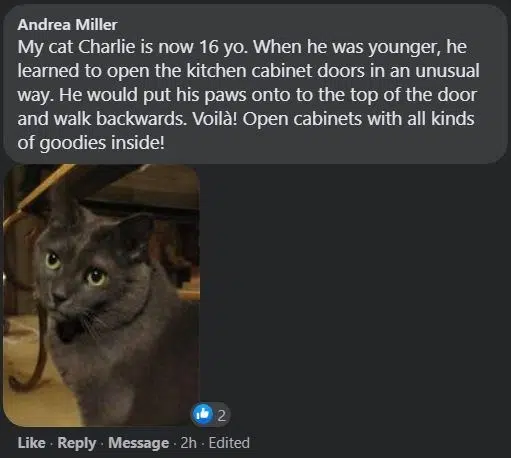 Andrea Miller
My cat Charlie is now 16 yo. When he was younger, he
learned to open the kitchen cabinet doors in an unusual
way. He would put his paws onto to the top of the door
and walk backwards. Voilà! Open cabinets with all kinds
of goodies inside!
2
Like · Reply · Message · 2h · Edited